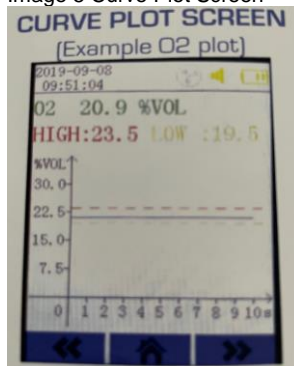 Image 8 Curve Plot Screen
CURVE PLOT SCREEN
(Example O2 plot)
2019-09-08
09:51:04
O2 20.9 %VOL
HIGH:23.5 LOW :19.5
%VOL
30.0
22.5
15.0
7.5
0 1 2 3 4 5 6 7 8 9 10m